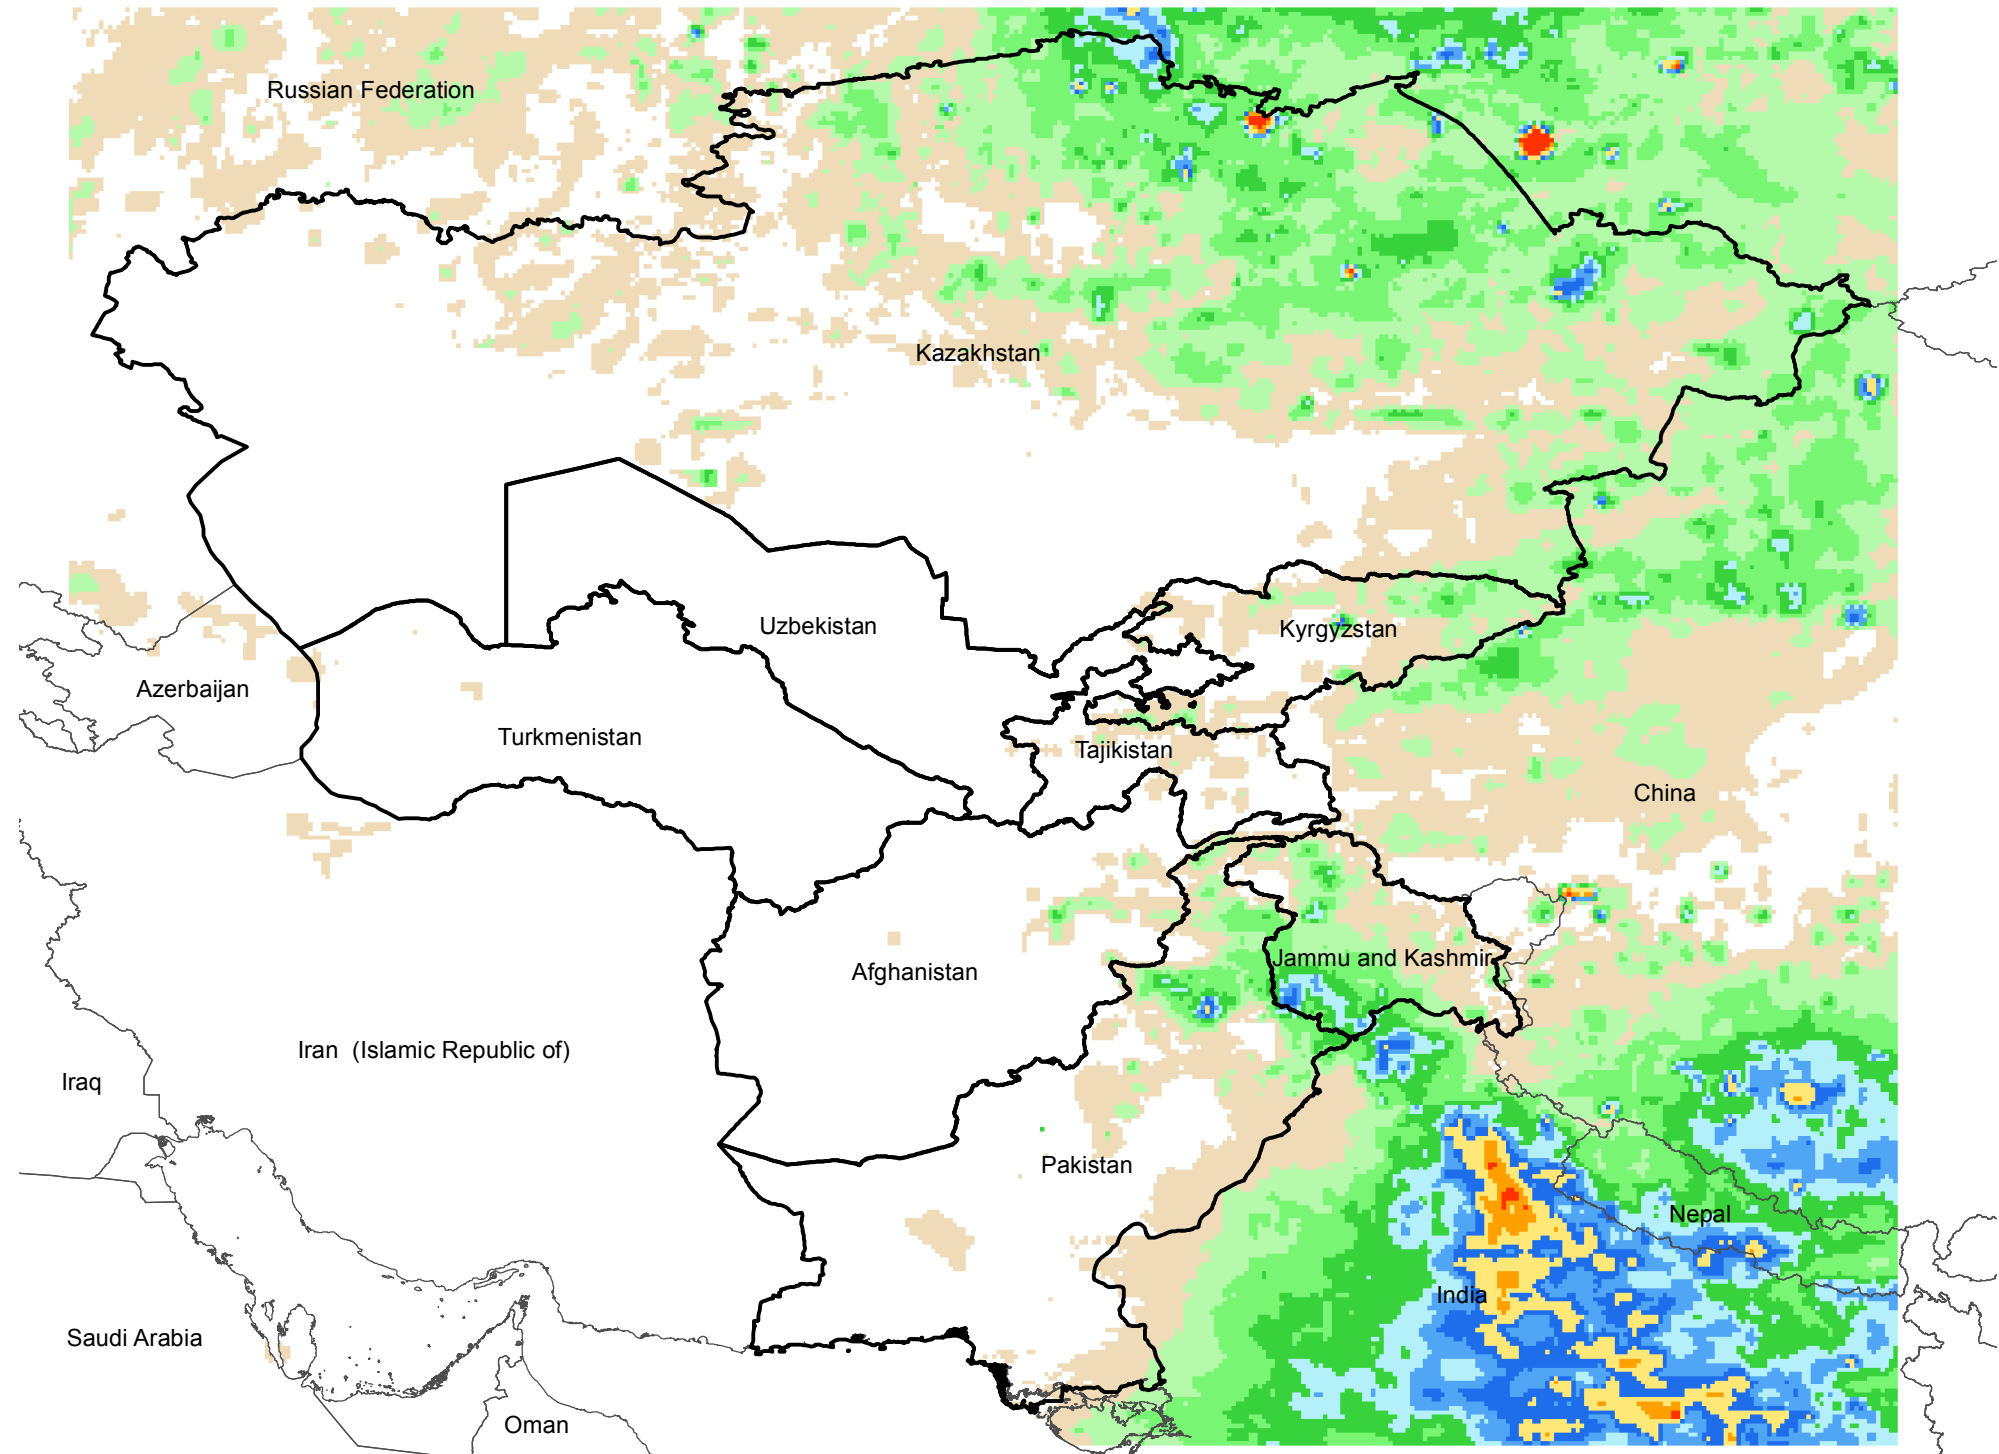 Russian Federation
Kazakhstan
Uzbekistan
Kyrgyzstan
Azerbaijan
Turkmenistan
Tajikistan
China
Afghanistan
Jammu and Kashmir
Iran  (Islamic Republic of)
Iraq
Pakistan
Nepal
India
Saudi Arabia
Oman